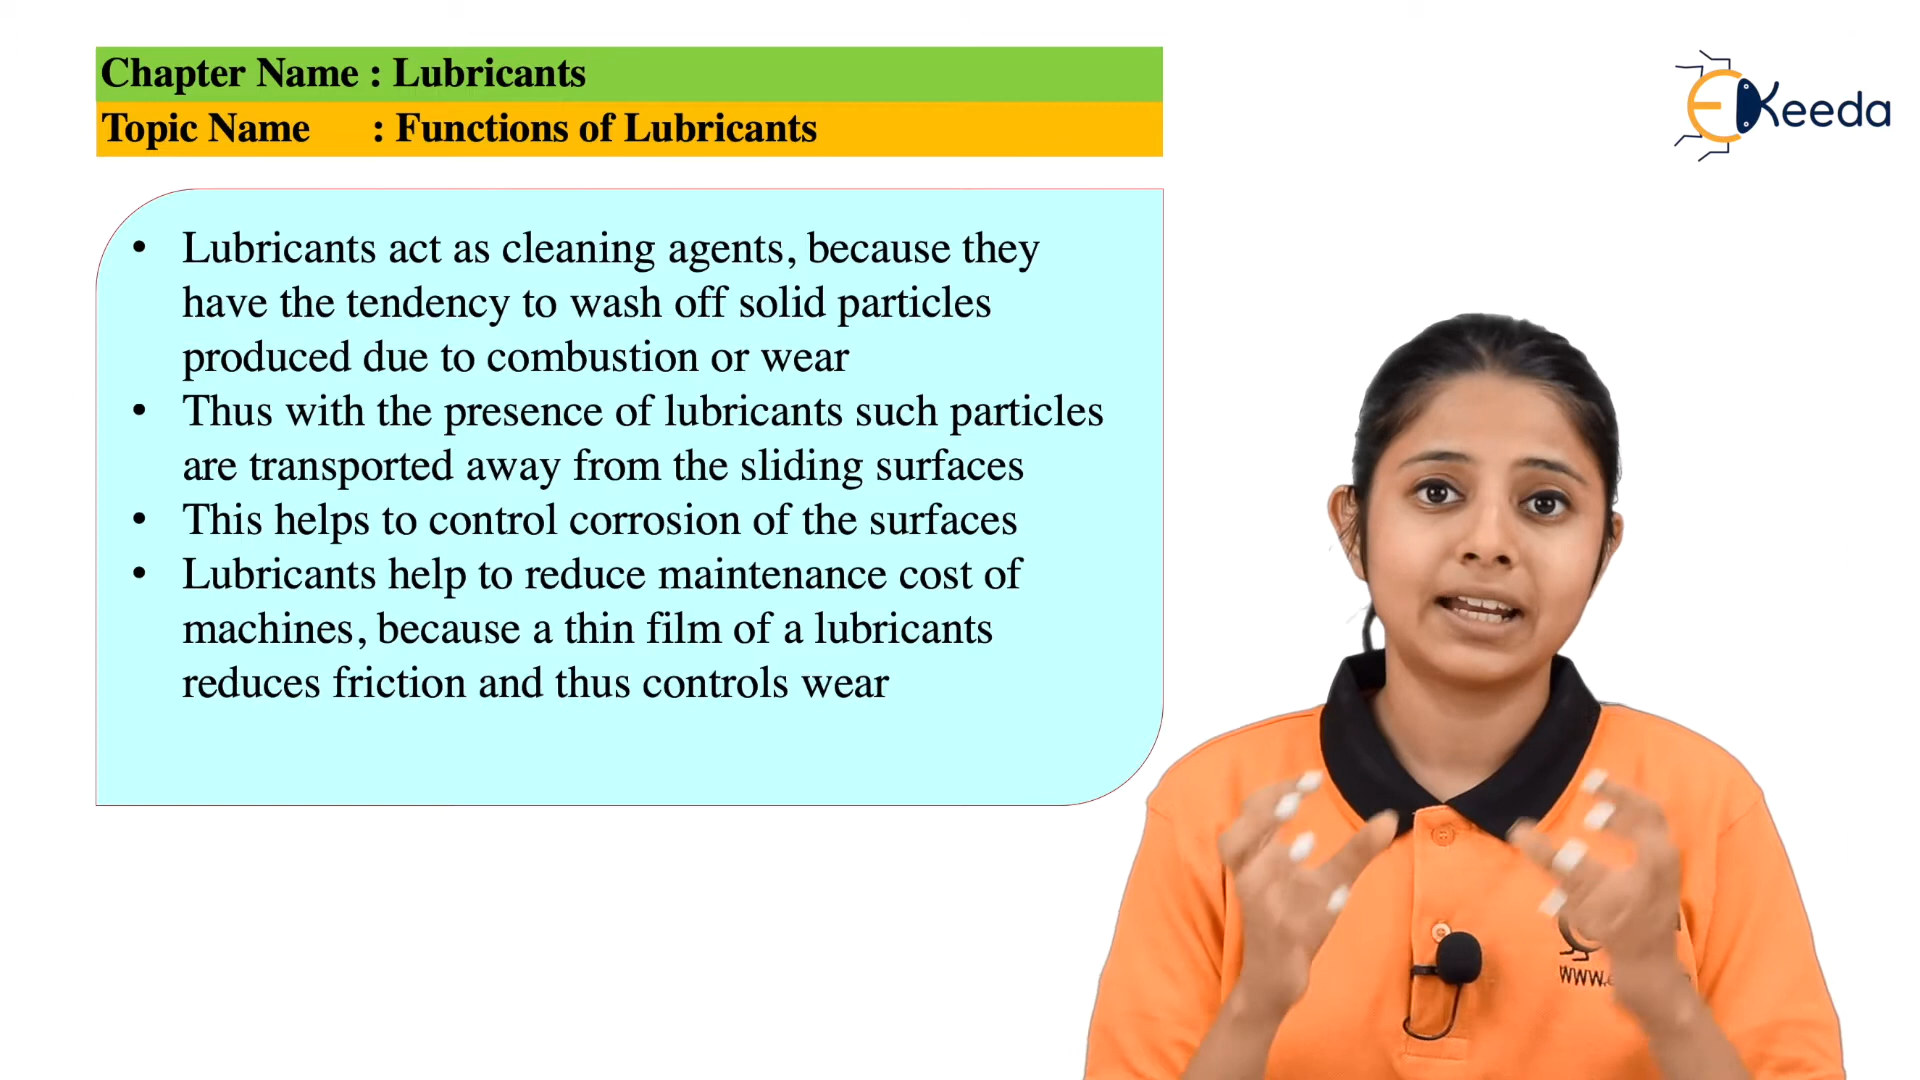 Chapter Name : Lubricants
Topic Name : Functions of Lubricants
Keeda
• Lubricants act as cleaning agents, because they
have the tendency to wash off solid particles
produced due to combustion or wear
• Thus with the presence of lubricants such particles
are transported away from the sliding surfaces
• This helps to control corrosion of the surfaces
• Lubricants help to reduce maintenance cost of
machines, because a thin film of a lubricants
reduces friction and thus controls wear
www.